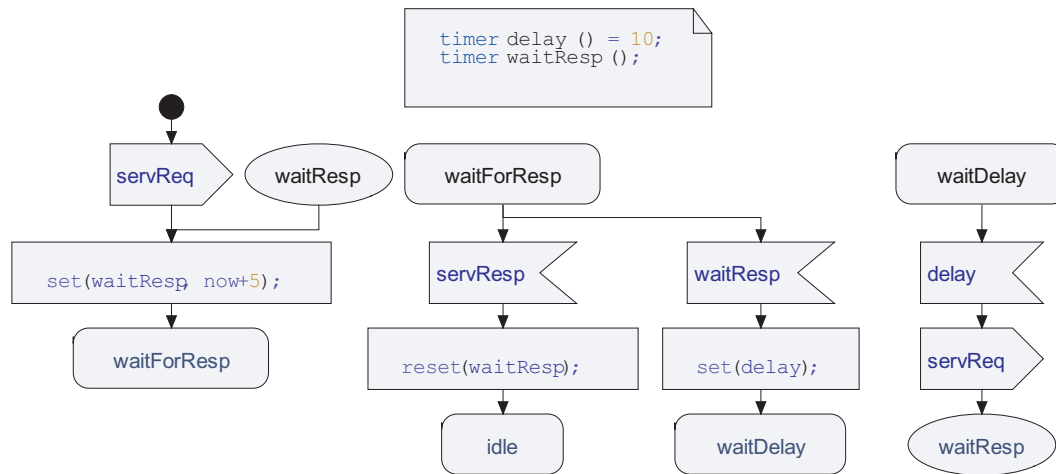 timer delay () = 10;
timer waitResp ();
servReq
waitResp
waitForResp
waitDelay
set(waitResp, now+5);
servResp
waitResp
delay
waitForResp
reset(waitResp);
set(delay);
servReq
idle
waitDelay
waitResp